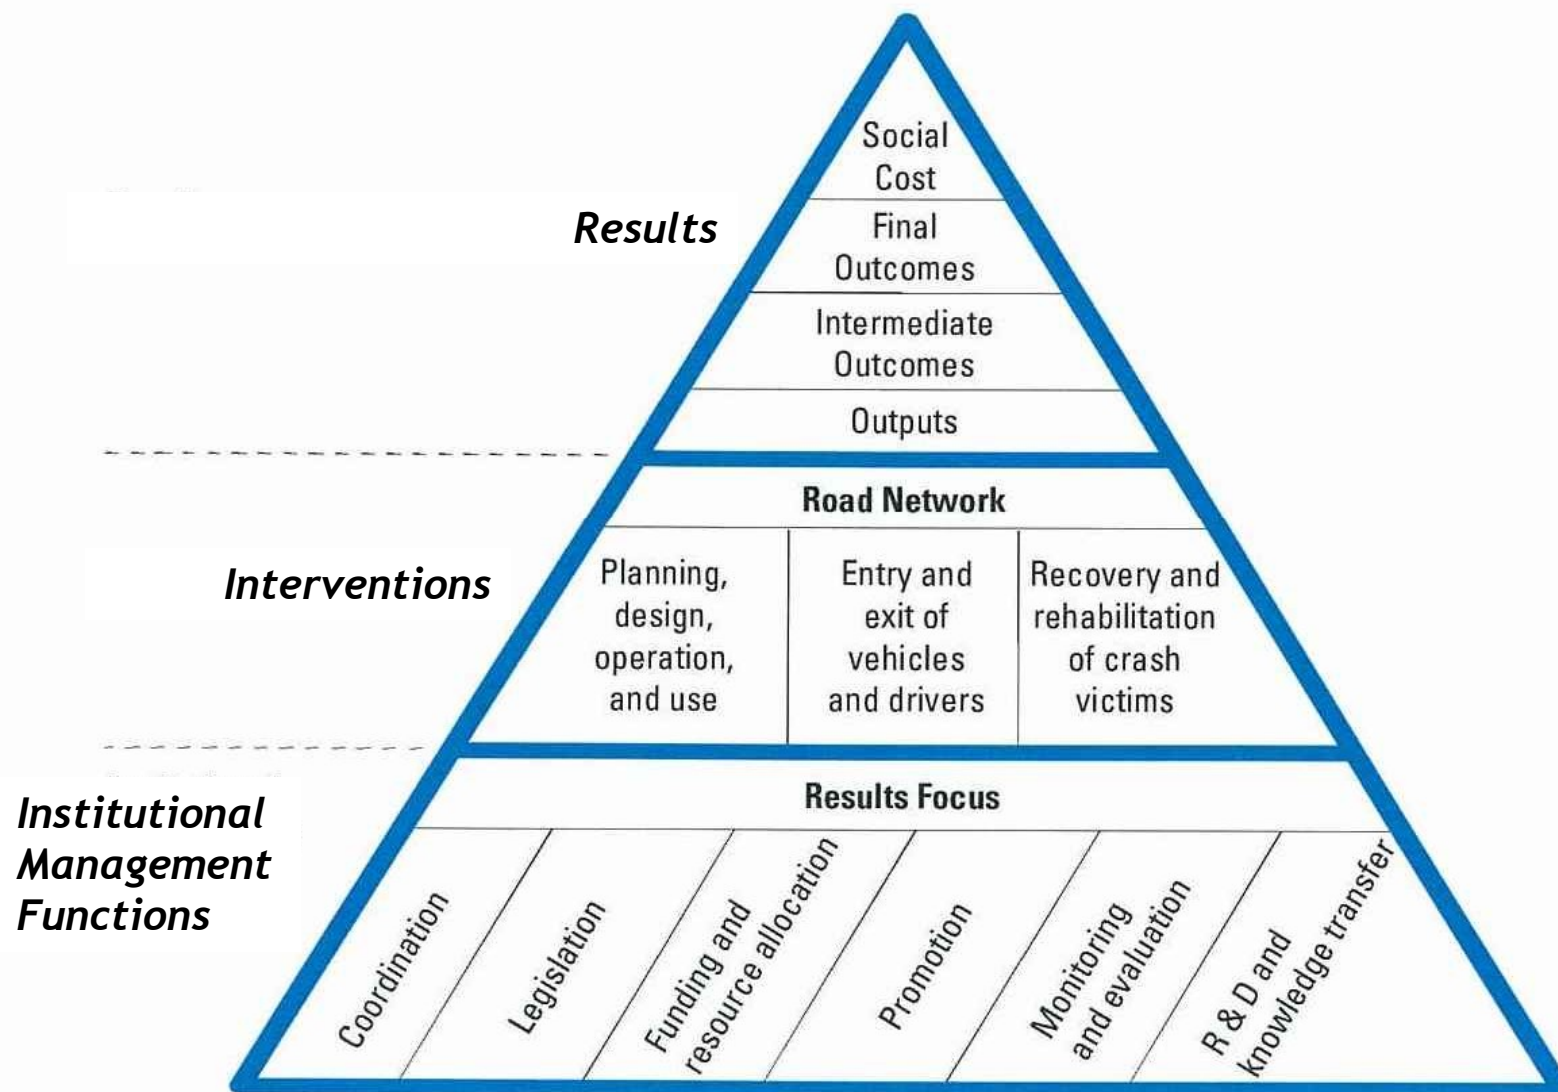 Social
Cost
Results
Final
Outcomes
Intermediate
Outcomes
Outputs
Road Network
Interventions
Planning,
design,
operation,
and use
Entry and
exit of
vehicles
and drivers
Recovery and
rehabilitation
of crash
victims
Institutional
Management
Functions
Results Focus
Coordination
Legislation
Funding and
resource allocation
Promotion
Monitoring
and evaluation
R & D and
knowledge transfer